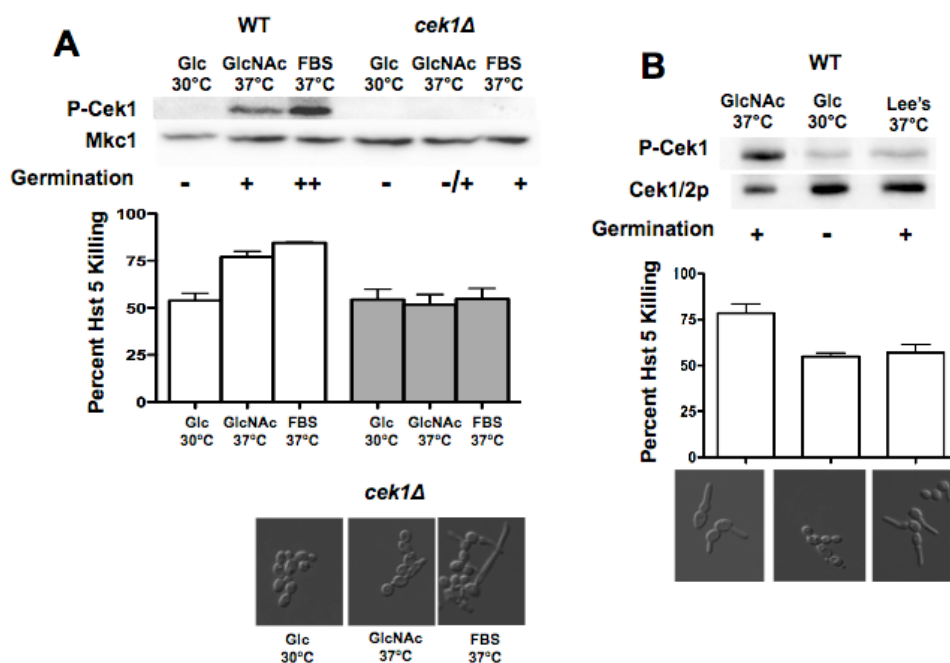 A
WT
cek1Δ
Glc GlcNAc FBS Glc GlcNAc FBS
30°C 37°C 37°C 30°C 37°C 37°C
P-Cek1
Mkc1
Germination - + ++ - -/+ +
Percent Hst 5 Killing
100
75
50
25
0
Glc GlcNAc FBS Glc GlcNAc FBS
30°C 37°C 37°C 30°C 37°C 37°C
cek1Δ
Glc GlcNAc FBS
30°C 37°C 37°C
B
WT
GlcNAc Glc Lee's
37°C 30°C 37°C
P-Cek1
Cek1/2p
Germination + - +
Percent Hst 5 Killing
100
75
50
25
0